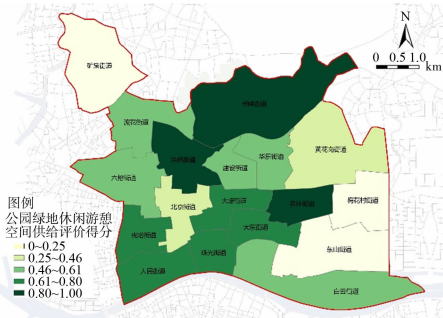 N
0 0.5 1.0
km
矿泉街道
流花街道
登峰街道
洪桥街道
建设街道
华乐街道
黄花岗街道
六榕街道
北京街道
大塘街道
农林街道
梅花村街道
光塔街道
大东街道
东山街道
珠光街道
人民街道
白云街道
图例
公园绿地休闲游憩
空间供给评价得分
0~0.25
0.25~0.46
0.46~0.61
0.61~0.80
0.80~1.00